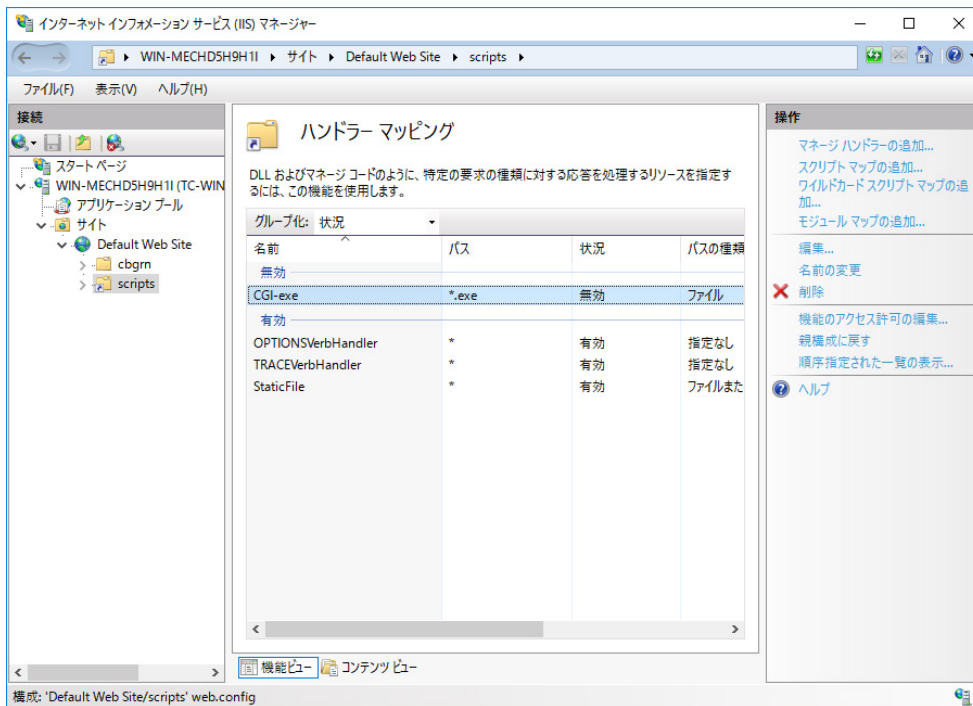 インターネット インフォメーション サービス (IIS) マネージャー
WIN-MECHD5H9H1I ▸ サイト ▸ Default Web Site ▸ scripts ▸
ファイル(F) 表示(V) ヘルプ(H)
接続
スタート ページ
WIN-MECHD5H9H1I (TC-WIN
アプリケーション プール
サイト
Default Web Site
cbgrn
scripts
ハンドラー マッピング
DLL およびマネージ コードのように、特定の要求の種類に対する応答を処理するリソースを指定す
るには、この機能を使用します。
グループ化: 状況
名前 パス 状況 パスの種類
無効
CGI-exe *.exe 無効 ファイル
有効
OPTIONSVerbHandler * 有効 指定なし
TRACEVerbHandler * 有効 指定なし
StaticFile * 有効 ファイルまた
機能ビュー コンテンツ ビュー
操作
マネージ ハンドラーの追加...
スクリプト マップの追加...
ワイルドカード スクリプト マップの追
加...
モジュール マップの追加...
編集...
名前の変更
削除
機能のアクセス許可の編集...
親構成に戻す
順序指定された一覧の表示...
ヘルプ
構成: 'Default Web Site/scripts' web.config